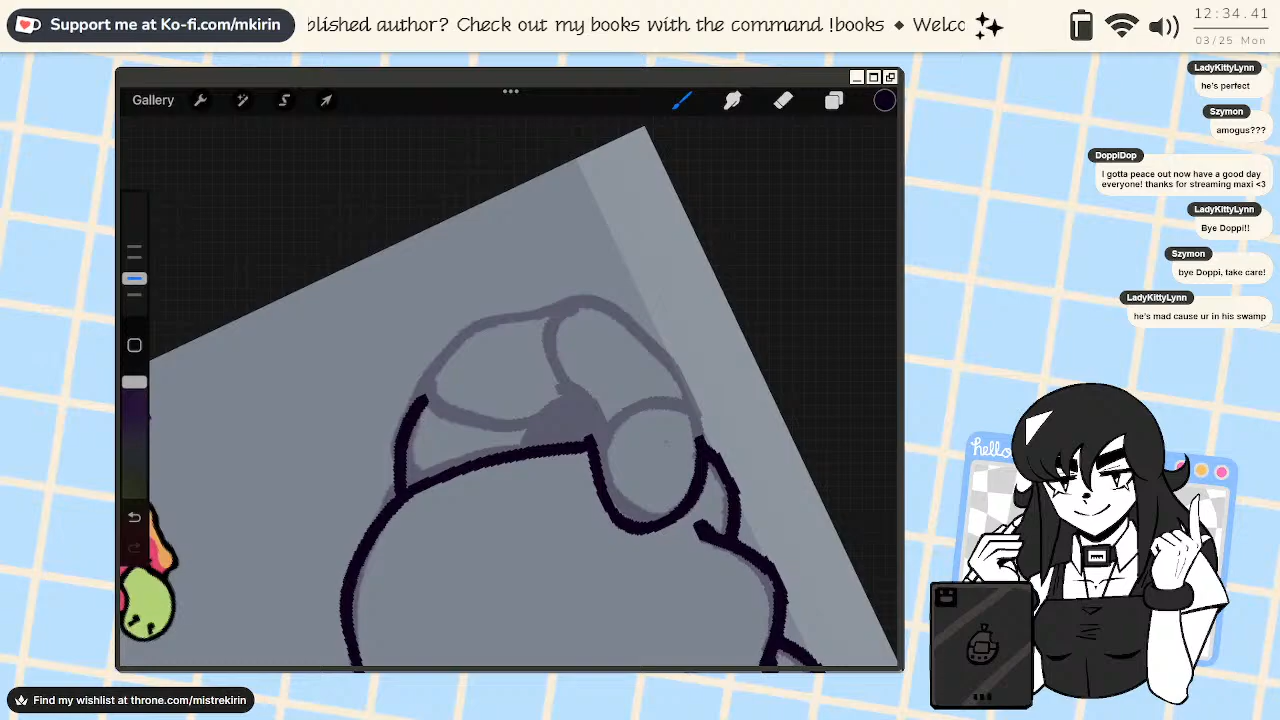 Support me at Ko-fi.com/mkirin
blished author? Check out my books with the command !books ◆ Welc
12:34.41
03/25 Mon
Gallery
LadyKittyLynn
he's perfect
Szymon
amogus???
DoppiDop
I gotta peace out now have a good day
everyone! thanks for streaming maxi <3
LadyKittyLynn
Bye Doppi!!
Szymon
bye Doppi, take care!
LadyKittyLynn
he's mad cause ur in his swamp
hello
Find my wishlist at throne.com/mistrekirin